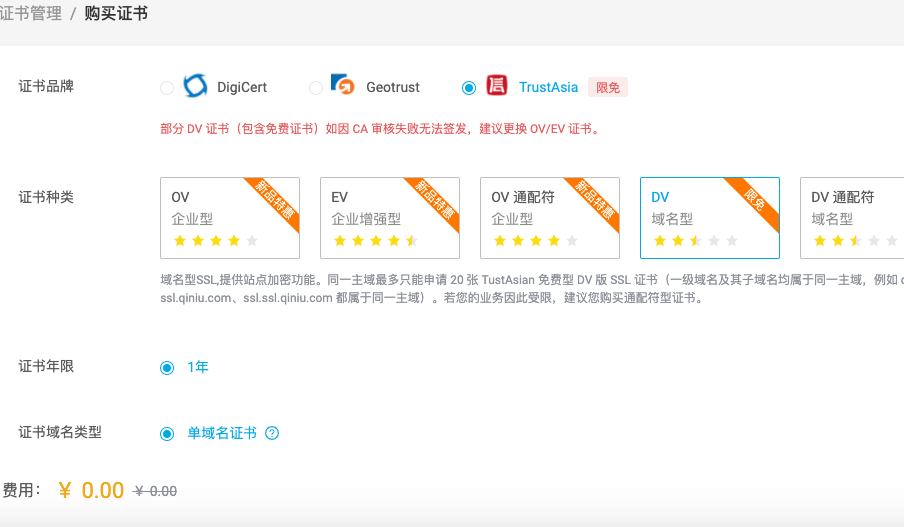 证书管理 / 购买证书
证书品牌
DigiCert
Geotrust
TrustAsia
限免
部分 DV 证书（包含免费证书）如因 CA 审核失败无法签发，建议更换 OV/EV 证书。
证书种类
OV
企业型
新品特惠
EV
企业增强型
新品特惠
OV 通配符
企业型
新品特惠
DV
域名型
限免
DV 通配符
域名型
域名型SSL,提供站点加密功能。同一主域最多只能申请 20 张 TustAsian 免费型 DV 版 SSL 证书（一级域名及其子域名均属于同一主域，例如
ssl.qiniu.com、ssl.ssl.qiniu.com 都属于同一主域）。若您的业务因此受限，建议您购买通配符型证书。
证书年限
1年
证书域名类型
单域名证书 ?
费用： ¥ 0.00 ¥ 0.00